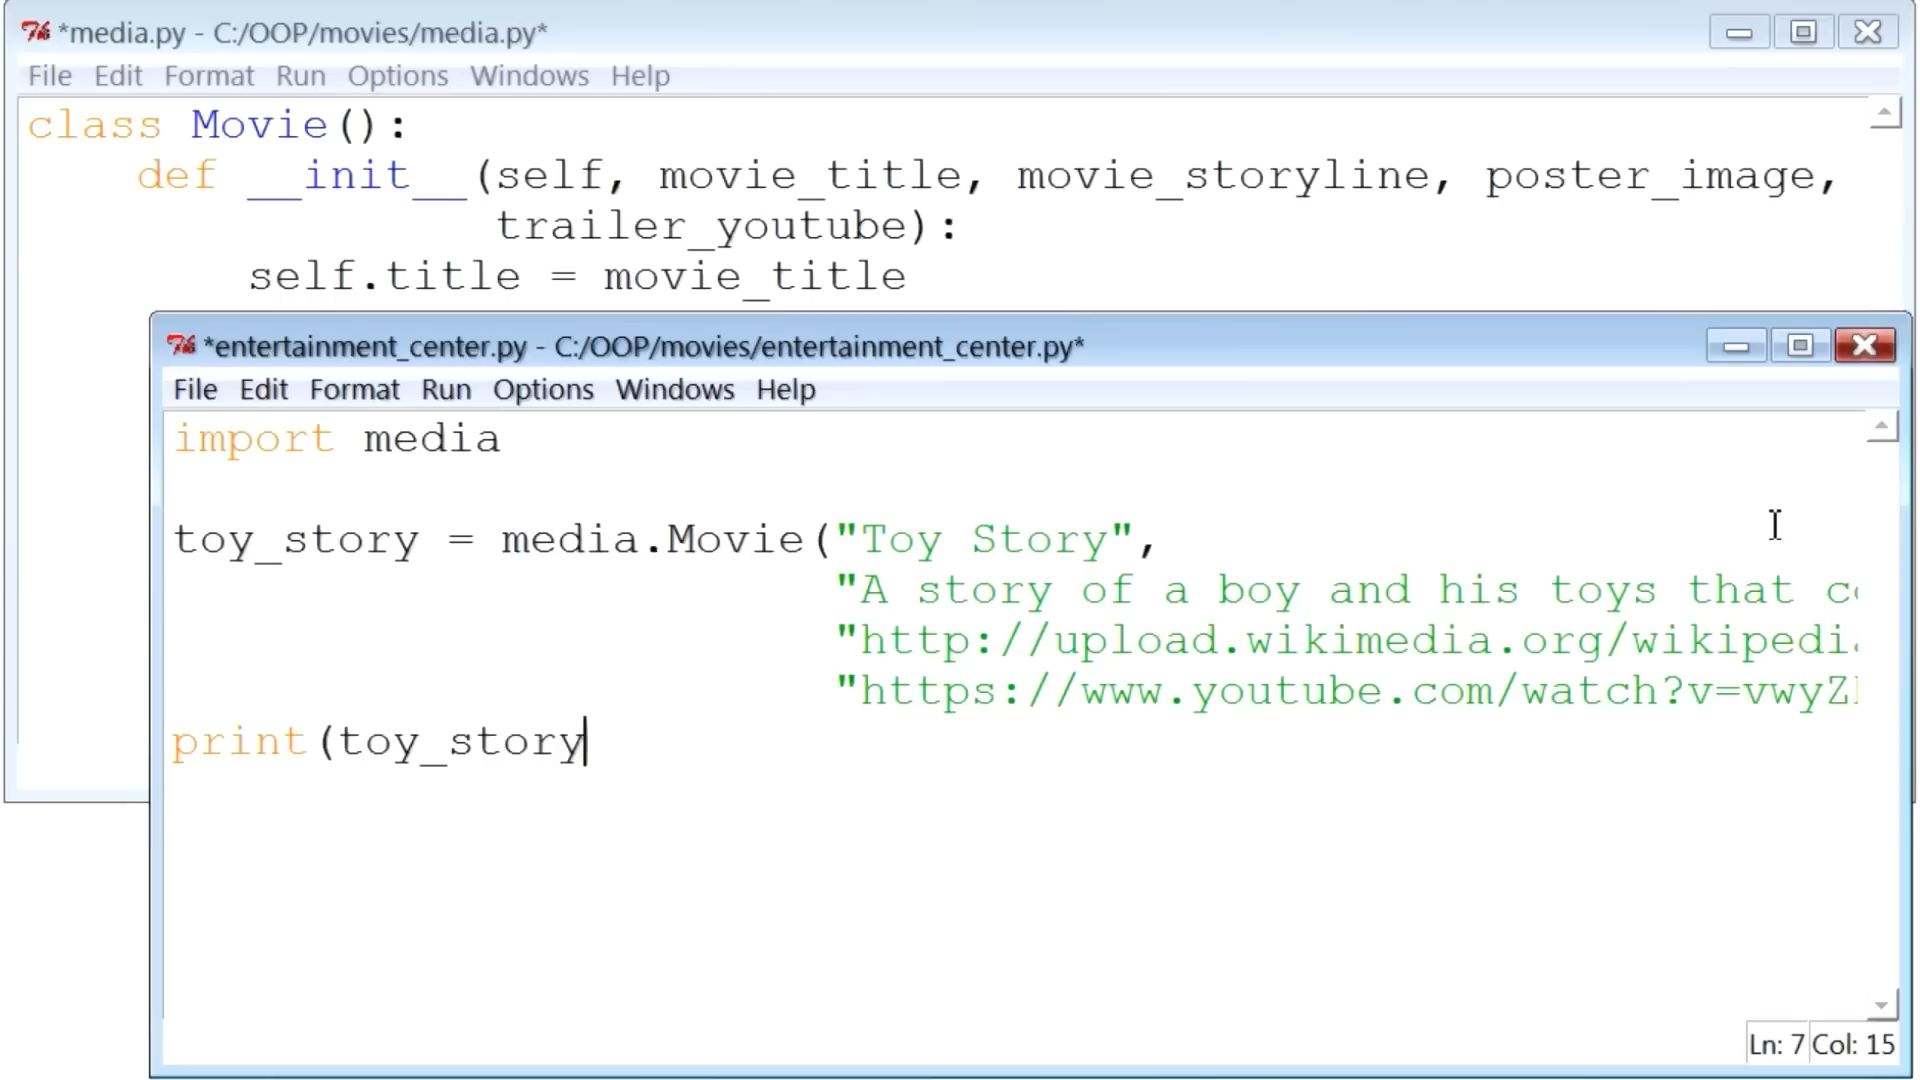 *media.py - C:/OOP/movies/media.py*
File Edit Format Run Options Windows Help
class Movie():
def __init__(self, movie_title, movie_storyline, poster_image,
trailer_youtube):
self.title = movie_title
*entertainment_center.py - C:/OOP/movies/entertainment_center.py*
File Edit Format Run Options Windows Help
import media
toy_story = media.Movie("Toy Story",
"A story of a boy and his toys that
"http://upload.wikimedia.org/wikipedi
"https://www.youtube.com/watch?v=vwyZ
print(toy_story
Ln: 7 Col: 15